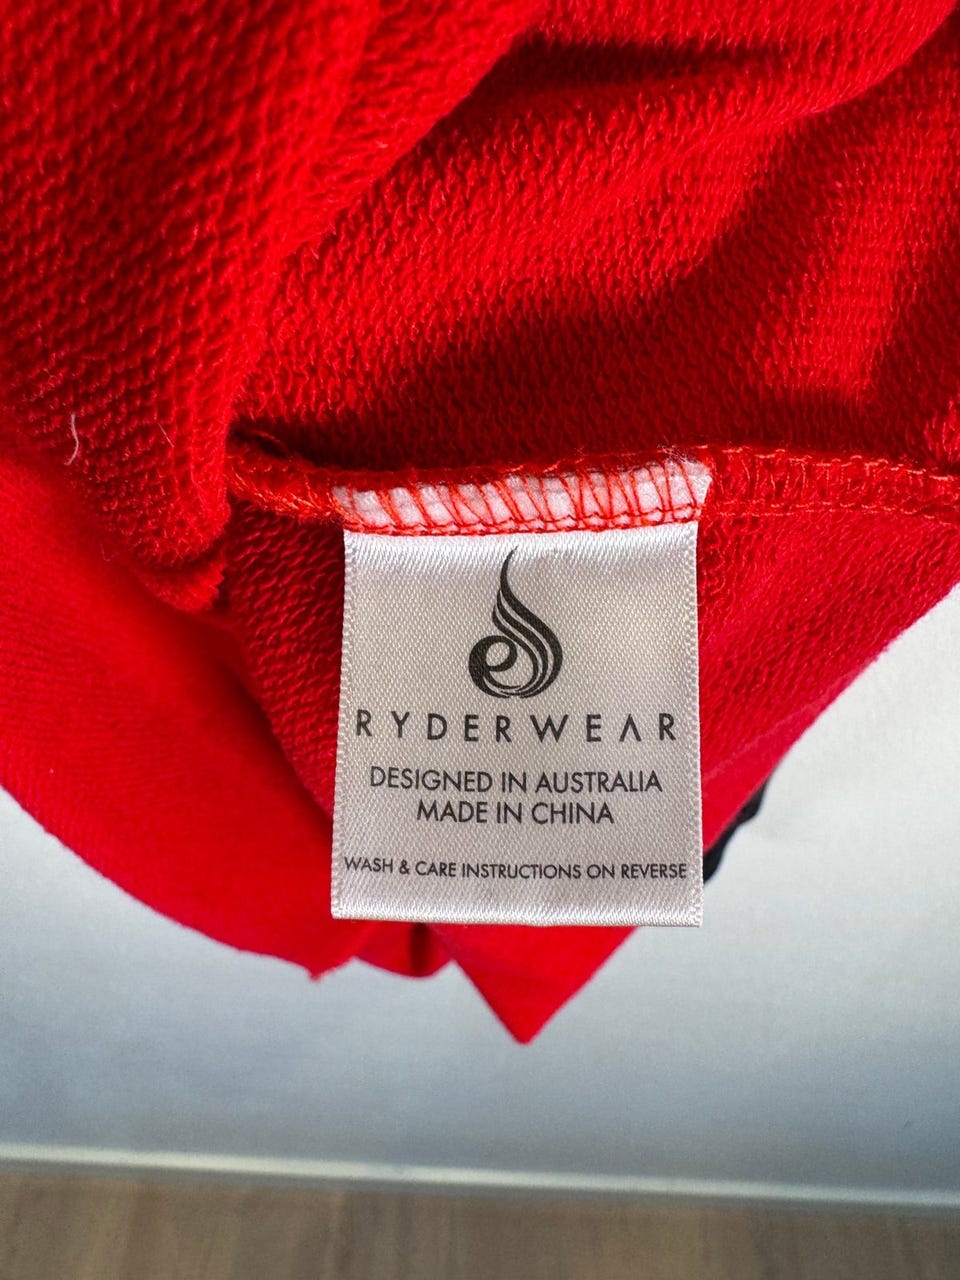 RYDERWEAR
DESIGNED IN AUSTRALIA
MADE IN CHINA
WASH & CARE INSTRUCTIONS ON REVERSE